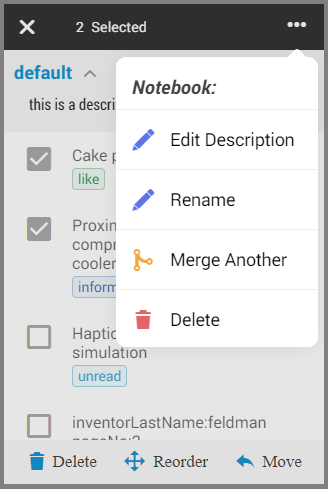 2 Selected
default
this is a descri
Notebook:
Edit Description
Rename
Merge Another
Delete
Cake
like
Proxim
compr
cooler
inform
Haptic
simulation
unread
inventorLastName:feldman
Delete
Reorder
Move